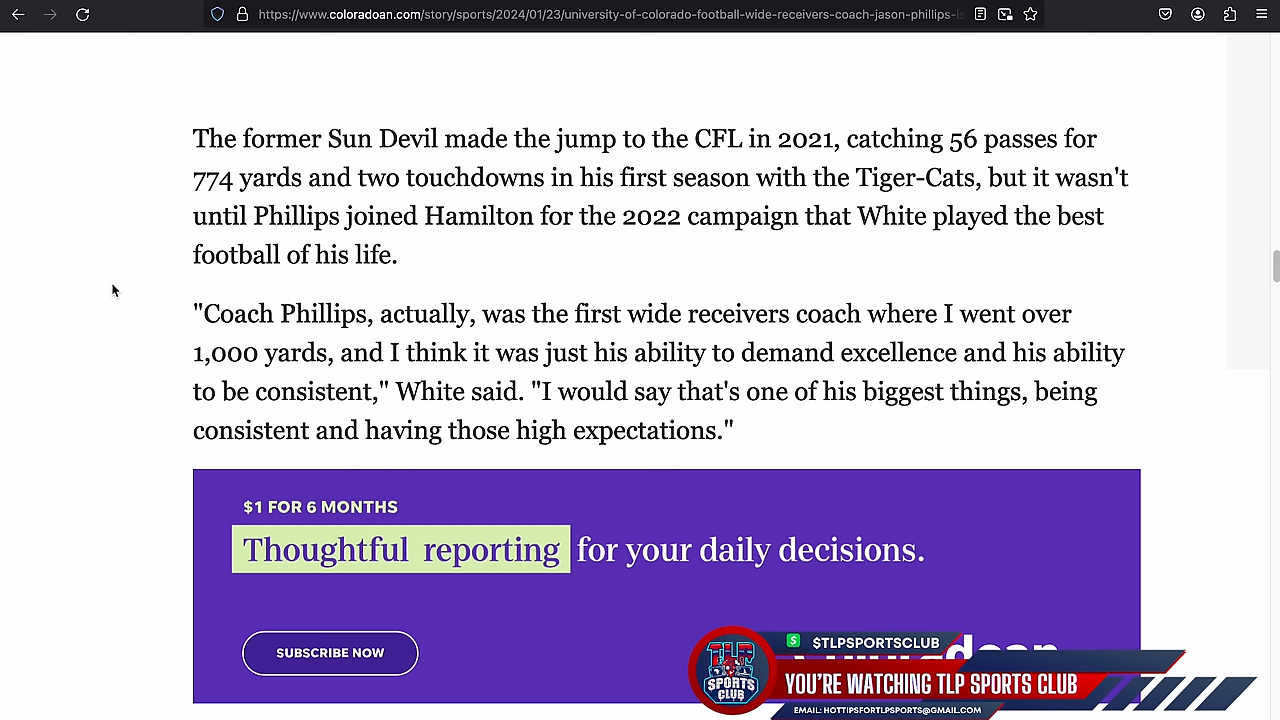 https://www.coloradoan.com/story/sports/2024/01/23/university-of-colorado-football-wide-receivers-coach-jason-phillips-is
The former Sun Devil made the jump to the CFL in 2021, catching 56 passes for
774 yards and two touchdowns in his first season with the Tiger-Cats, but it wasn't
until Phillips joined Hamilton for the 2022 campaign that White played the best
football of his life.
"Coach Phillips, actually, was the first wide receivers coach where I went over
1,000 yards, and I think it was just his ability to demand excellence and his ability
to be consistent," White said. "I would say that's one of his biggest things, being
consistent and having those high expectations."
$1 FOR 6 MONTHS
Thoughtful reporting for your daily decisions.
SUBSCRIBE NOW
$TLPSPORTSCLUB
TLP
SPORTS
CLUB
YOU'RE WATCHING TLP SPORTS CLUB
EMAIL: HOTTIPSFORTLPSPORTS@GMAIL.COM